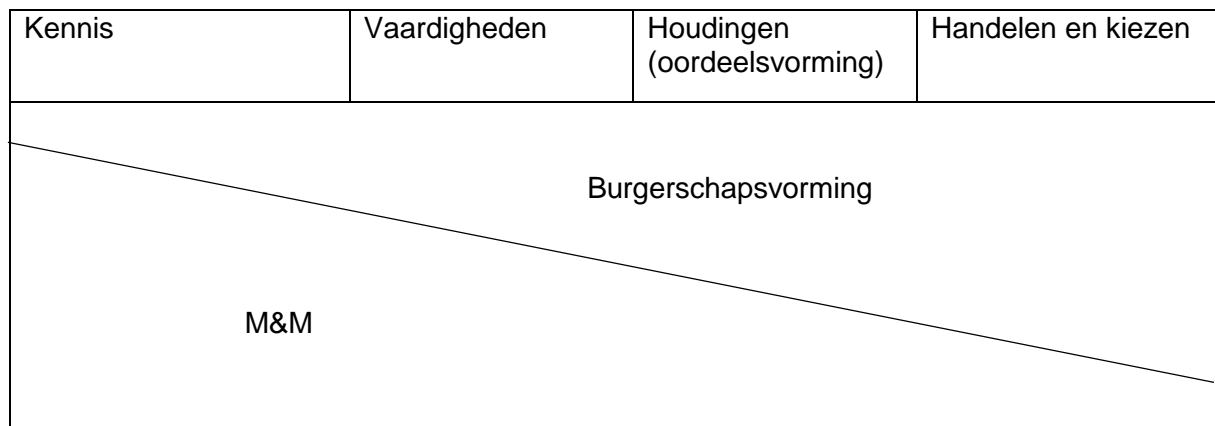 Kennis
Vaardigheden
Houdingen
(oordeelsvorming)
Handelen en kiezen
Burgerschapsvorming
M&M